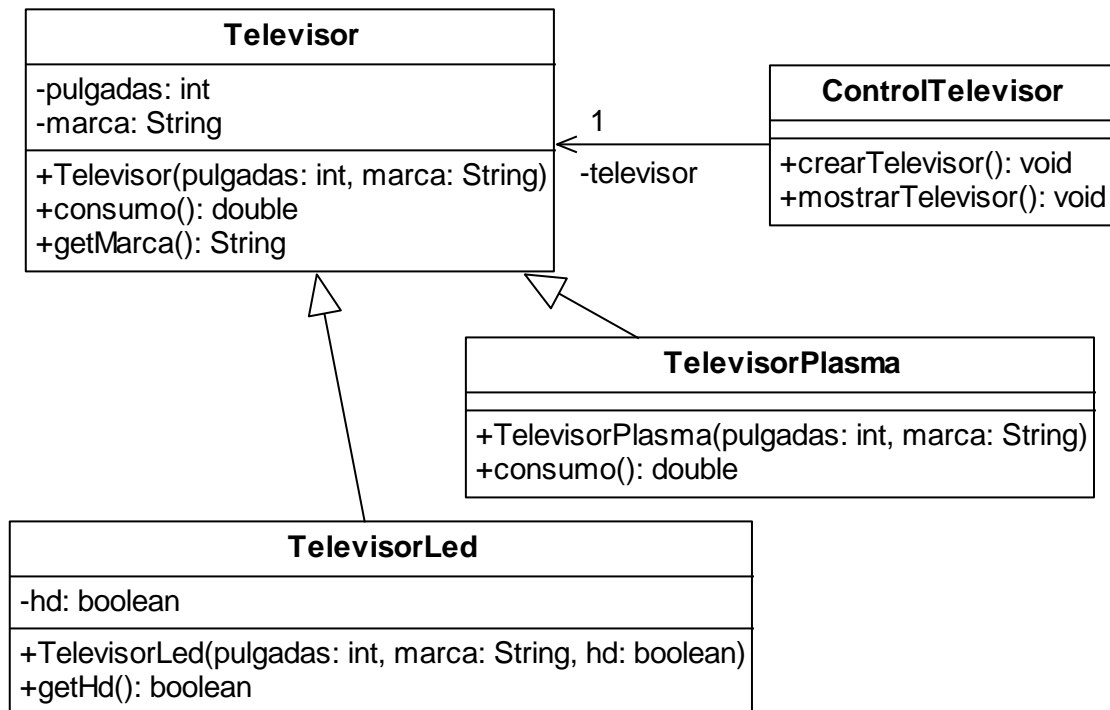 Televisor
-pulgadas: int
-marca: String
+Televisor(pulgadas: int, marca: String)
+consumo(): double
+getMarca(): String
1
-televisor
ControlTelevisor
+crearTelevisor(): void
+mostrarTelevisor(): void
TelevisorPlasma
+TelevisorPlasma(pulgadas: int, marca: String)
+consumo(): double
TelevisorLed
-hd: boolean
+TelevisorLed(pulgadas: int, marca: String, hd: boolean)
+getHd(): boolean